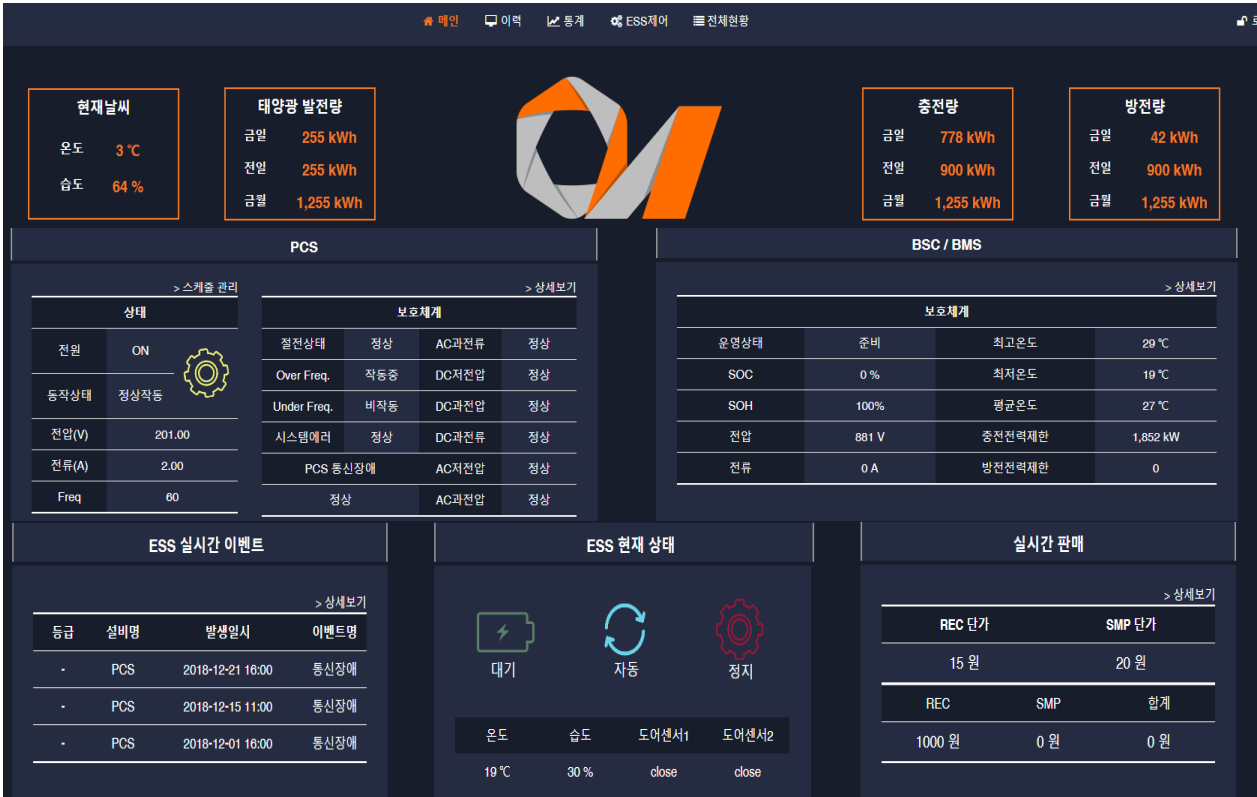 메인 이력 통계 ESS제어 전체현황
현재날씨
온도 3 ℃
습도 64 %
태양광 발전량
금일 255 kWh
전일 255 kWh
금월 1,255 kWh
충전량
금일 778 kWh
전일 900 kWh
금월 1,255 kWh
방전량
금일 42 kWh
전일 900 kWh
금월 1,255 kWh
PCS
> 스케줄 관리
상태
전원 ON
동작상태 정상작동
전압(V) 201.00
전류(A) 2.00
Freq 60
> 상세보기
보호체계
절전상태 정상 AC과전류 정상
Over Freq. 작동중 DC저전압 정상
Under Freq. 비작동 DC과전압 정상
시스템에러 정상 DC과전류 정상
PCS 통신장애 AC저전압 정상
정상 AC과전압 정상
BSC / BMS
> 상세보기
보호체계
운영상태 준비 최고온도 29 ℃
SOC 0 % 최저온도 19 ℃
SOH 100% 평균온도 27 ℃
전압 881 V 충전전력제한 1,852 kW
전류 0 A 방전전력제한 0
ESS 실시간 이벤트
> 상세보기
등급 설비명 발생일시 이벤트명
- PCS 2018-12-21 16:00 통신장애
- PCS 2018-12-15 11:00 통신장애
- PCS 2018-12-01 16:00 통신장애
ESS 현재 상태
대기 자동 정지
온도 습도 도어센서1 도어센서2
19 ℃ 30 % close close
실시간 판매
> 상세보기
REC 단가 SMP 단가
15 원 20 원
REC SMP 합계
1000 원 0 원 0 원